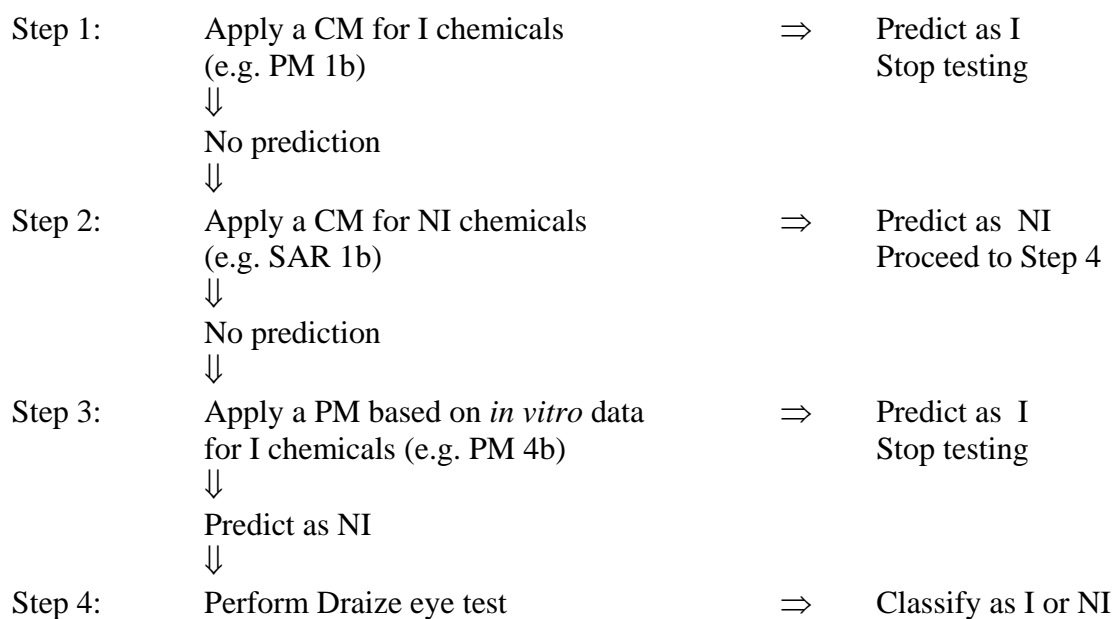 Step 1: Apply a CM for I chemicals ⇒ Predict as I
(e.g. PM 1b) Stop testing
⇓
No prediction
⇓
Step 2: Apply a CM for NI chemicals ⇒ Predict as NI
(e.g. SAR 1b) Proceed to Step 4
⇓
No prediction
⇓
Step 3: Apply a PM based on in vitro data ⇒ Predict as I
for I chemicals (e.g. PM 4b) Stop testing
⇓
Predict as NI
⇓
Step 4: Perform Draize eye test ⇒ Classify as I or NI